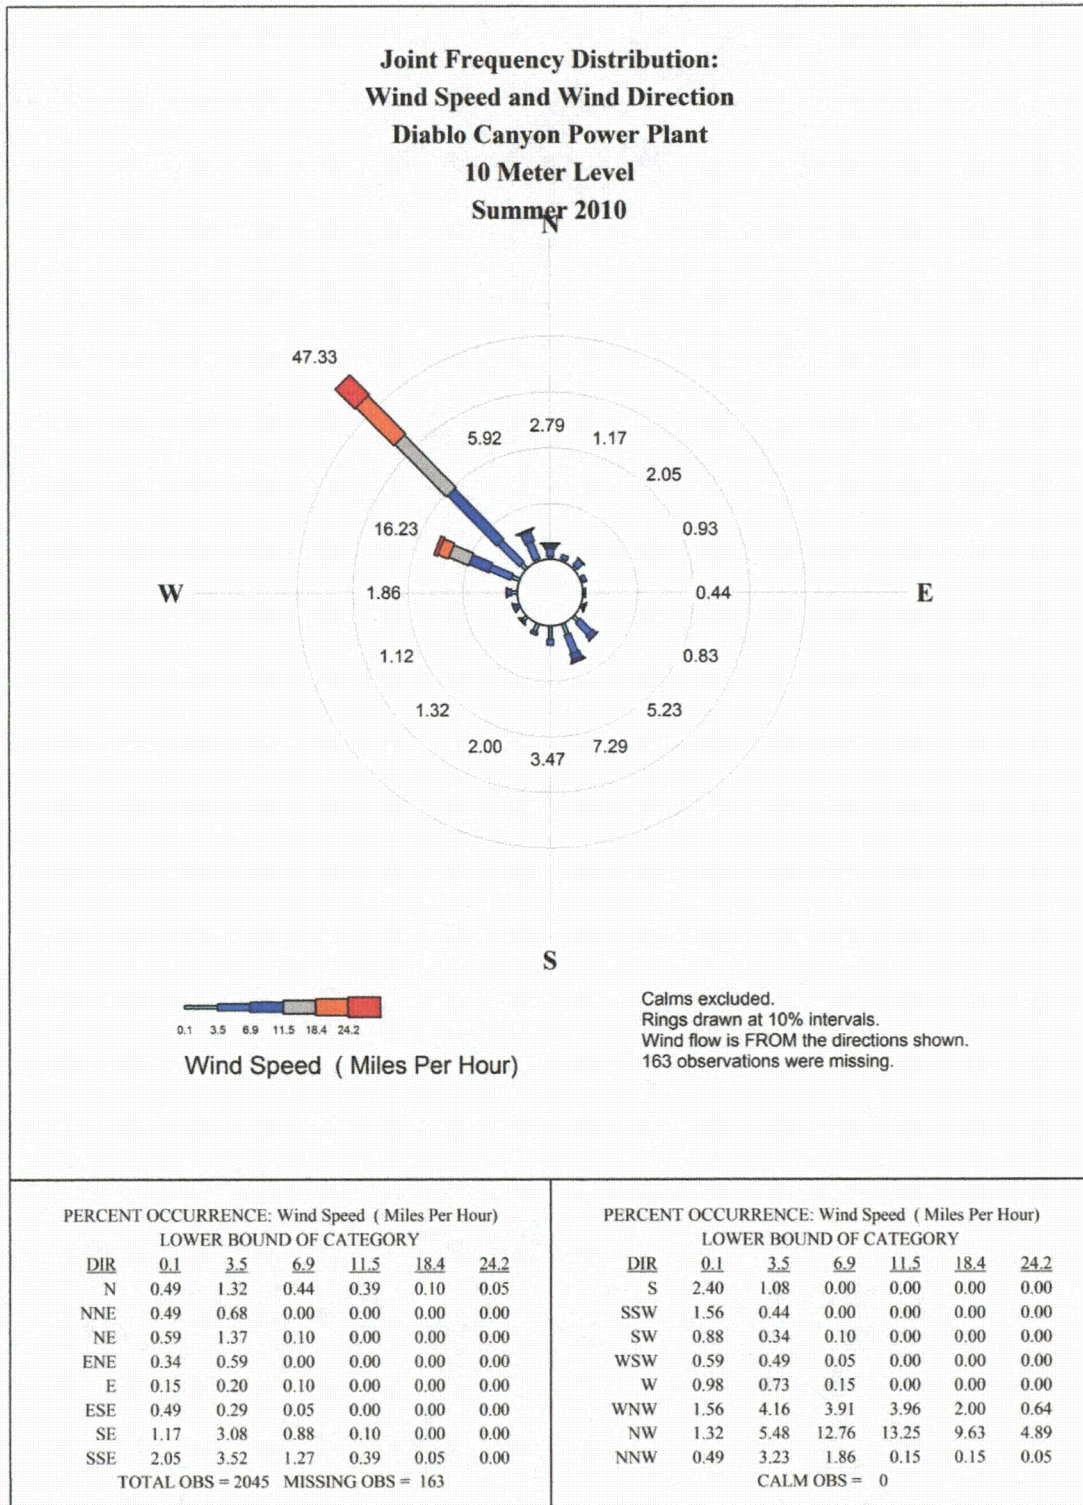 Joint Frequency Distribution:
Wind Speed and Wind Direction
Diablo Canyon Power Plant
10 Meter Level
Summer 2010
N
47.33
5.92 2.79 1.17
2.05
16.23 0.93
W 1.86 0.44 E
1.12 0.83
1.32 5.23
2.00 3.47 7.29
S
0.1 3.5 6.9 11.5 18.4 24.2
Wind Speed ( Miles Per Hour)
Calms excluded.
Rings drawn at 10% intervals.
Wind flow is FROM the directions shown.
163 observations were missing.
PERCENT OCCURRENCE: Wind Speed ( Miles Per Hour)
LOWER BOUND OF CATEGORY
DIR 0.1 3.5 6.9 11.5 18.4 24.2
N 0.49 1.32 0.44 0.39 0.10 0.05
NNE 0.49 0.68 0.00 0.00 0.00 0.00
NE 0.59 1.37 0.10 0.00 0.00 0.00
ENE 0.34 0.59 0.00 0.00 0.00 0.00
E 0.15 0.20 0.10 0.00 0.00 0.00
ESE 0.49 0.29 0.05 0.00 0.00 0.00
SE 1.17 3.08 0.88 0.10 0.00 0.00
SSE 2.05 3.52 1.27 0.39 0.05 0.00
TOTAL OBS = 2045 MISSING OBS = 163
PERCENT OCCURRENCE: Wind Speed ( Miles Per Hour)
LOWER BOUND OF CATEGORY
DIR 0.1 3.5 6.9 11.5 18.4 24.2
S 2.40 1.08 0.00 0.00 0.00 0.00
SSW 1.56 0.44 0.00 0.00 0.00 0.00
SW 0.88 0.34 0.10 0.00 0.00 0.00
WSW 0.59 0.49 0.05 0.00 0.00 0.00
W 0.98 0.73 0.15 0.00 0.00 0.00
WNW 1.56 4.16 3.91 3.96 2.00 0.64
NW 1.32 5.48 12.76 13.25 9.63 4.89
NNW 0.49 3.23 1.86 0.15 0.15 0.05
CALM OBS = 0